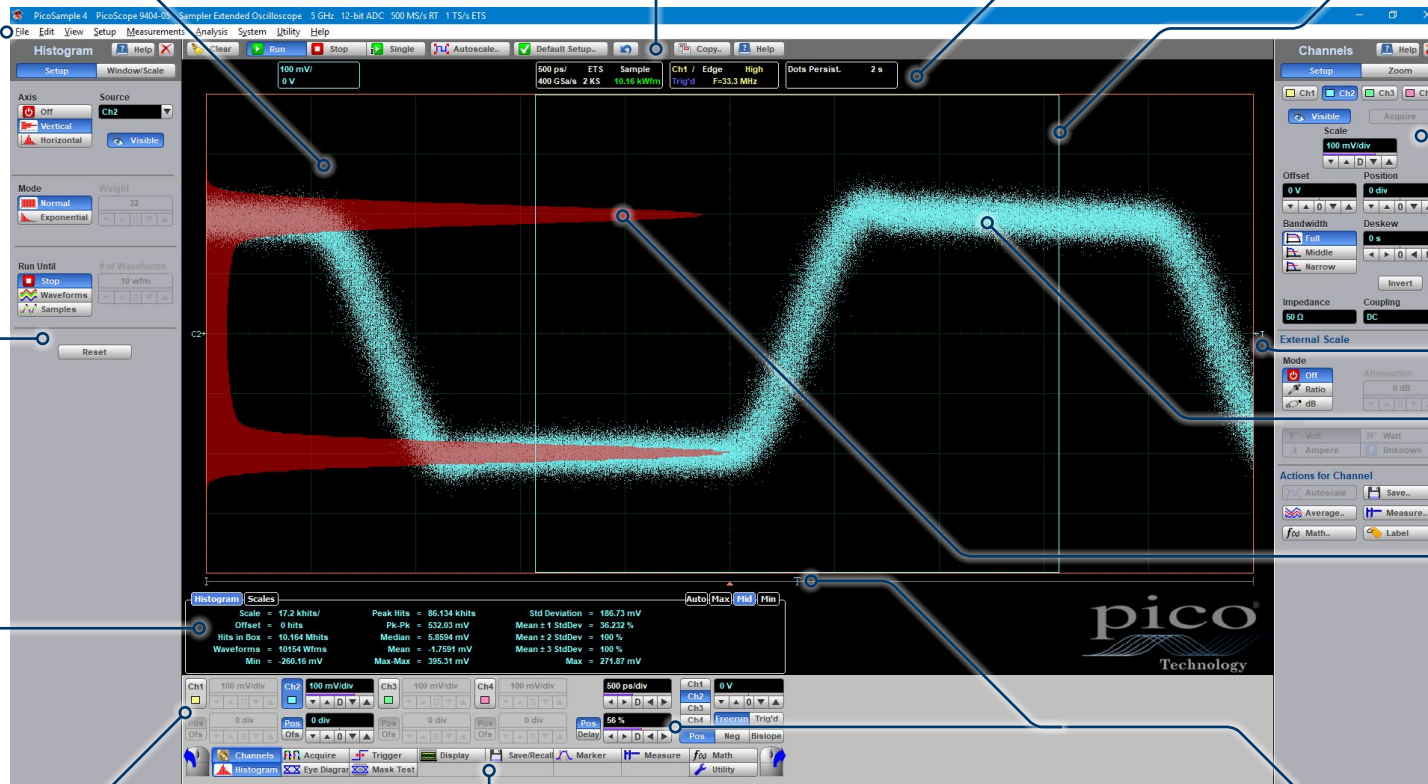 PicoSample 4 PicoScope 9404-05 Sampler Extended Oscilloscope 5 GHz 12-bit ADC 500 MS/s RT 1 TS/s ETS
File Edit View Setup Measurements Analysis System Utility Help
Histogram Help
Clear Run Stop Single Autoscale.. Default Setup.. Copy.. Help
Channels Help
Setup Window/Scale
100 mV/
0 V
500 ps/ ETS Sample
400 GSa/s 2 KS 10.16 kWfm
Ch1 / Edge High
Trig'd F=33.3 MHz
Dots Persist. 2 s
Setup Zoom
Axis Source
Off Ch2
Vertical
Horizontal Visible
Mode Weight
Normal 32
Exponential
Run Until # of Waveforms
Stop 10 wfm
Waveforms
Samples
Reset
C2
T
T
Ch1 Ch2 Ch3
Visible Acquire
Scale
100 mV/div
D
Offset Position
0 V 0 div
0 0
Bandwidth Deskew
Full 0 s
Middle 0
Narrow
Invert
Impedance Coupling
50 Ω DC
External Scale
Mode Attenuation
Off 0 dB
Ratio
dB
Volt Watt
Ampere Unknown
Actions for Channel
Autoscale Save..
Average.. Measure..
f(x) Math.. Label
Histogram Scales Auto Max Mid Min
Scale = 17.2 khits/ Peak Hits = 86.134 khits Std Deviation = 186.73 mV
Offset = 0 hits Pk-Pk = 532.03 mV Mean ± 1 StdDev = 36.232 %
Hits in Box = 10.164 Mhits Median = 5.8594 mV Mean ± 2 StdDev = 100 %
Waveforms = 10154 Wfms Mean = -1.7591 mV Mean ± 3 StdDev = 100 %
Min = -260.16 mV Max-Max = 395.31 mV Max = 271.87 mV
pico
Technology
Ch1 100 mV/div Ch2 100 mV/div Ch3 100 mV/div Ch4 100 mV/div 500 ps/div Ch1 0 V
D D D D D Ch2 0
Ch3
Pos 0 div Pos 0 div Pos 0 div Pos 0 div Pos 56 % Ch4 Freerun Trig'd
Ofs Ofs Ofs Ofs Delay D Pos Neg Bislope
Channels Acquire Trigger Display Save/Recall Marker Measure f(x) Math
Histogram Eye Diagram Mask Test Utility